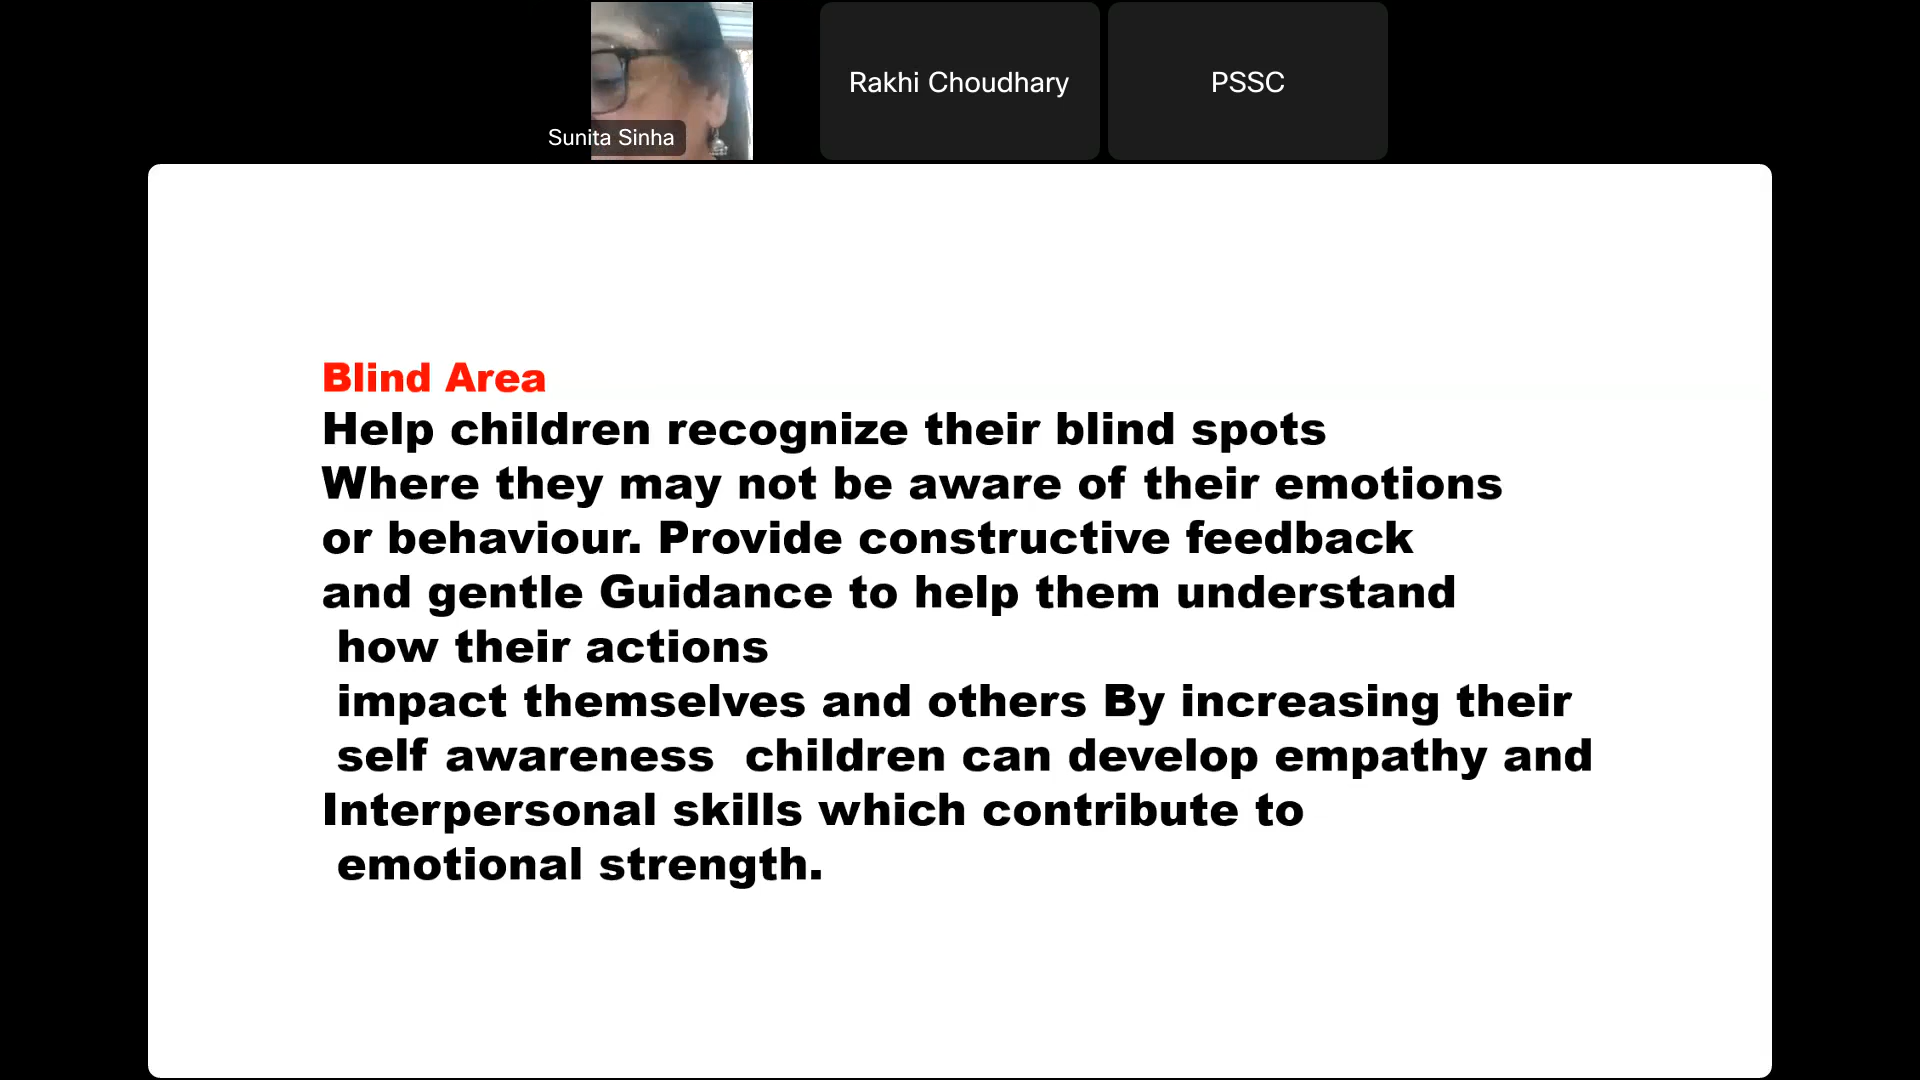 Sunita Sinha
Rakhi Choudhary
PSSC
Blind Area
Help children recognize their blind spots
Where they may not be aware of their emotions
or behaviour. Provide constructive feedback
and gentle Guidance to help them understand
how their actions
impact themselves and others By increasing their
self awareness  children can develop empathy and
Interpersonal skills which contribute to
emotional strength.